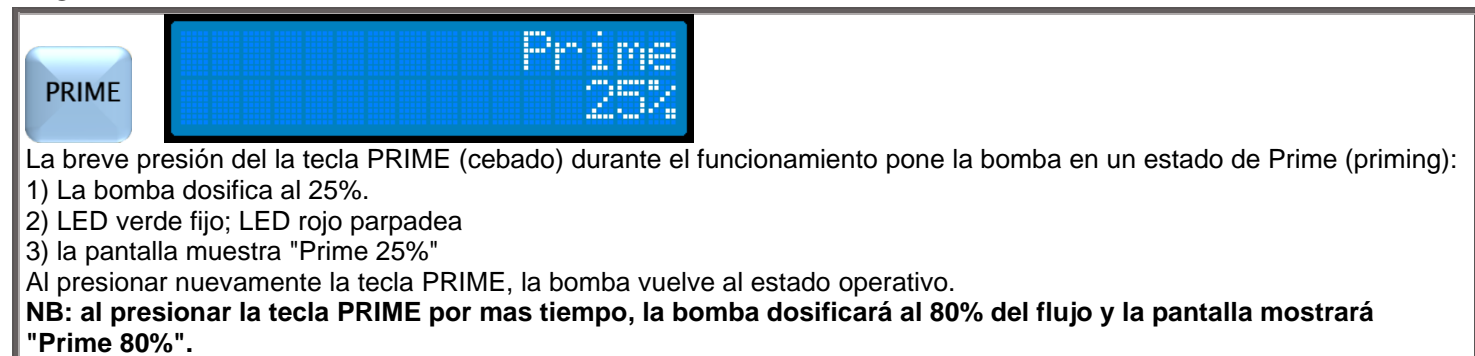 Prime
PRIME
25%
La breve presión del la tecla PRIME (cebado) durante el funcionamiento pone la bomba en un estado de Prime (priming):
1) La bomba dosifica al 25%.
2) LED verde fijo; LED rojo parpadea
3) la pantalla muestra "Prime 25%"
Al presionar nuevamente la tecla PRIME, la bomba vuelve al estado operativo.
NB: al presionar la tecla PRIME por mas tiempo, la bomba dosificará al 80% del flujo y la pantalla mostrará
"Prime 80%".